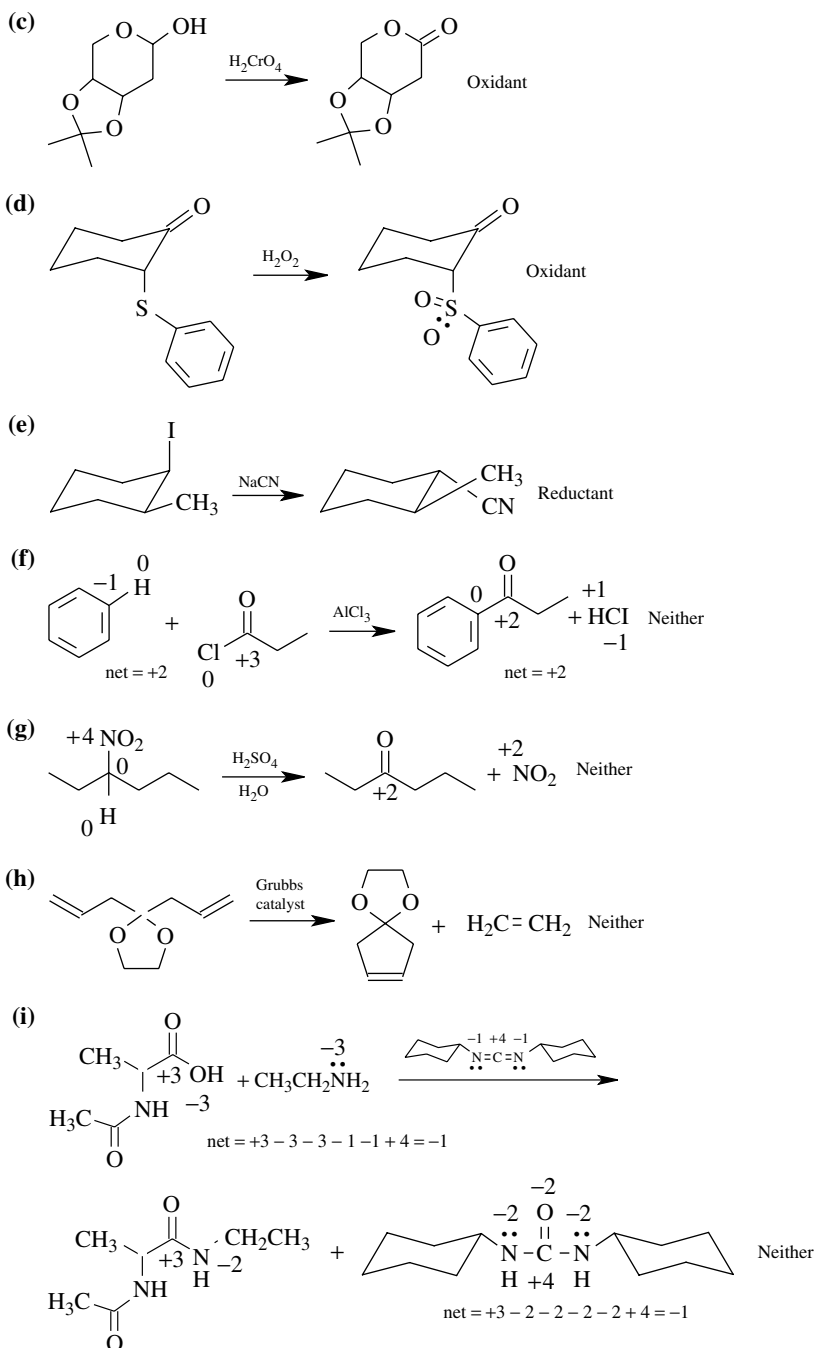 (c)
O
OH
H2CrO4
O
O
Oxidant
O
O
O
O
(d)
O
O
H2O2
Oxidant
S
O
S
O
(e)
I
NaCN
CH3
CH3
CN
Reductant
(f)
0
−1
H
+
O
Cl
+3
0
AlCl3
O
0
+2
+1
+ HCl
−1
Neither
net = +2
net = +2
(g)
+4 NO2
0
0 H
H2SO4
H2O
O
+2
+2
+ NO2
Neither
(h)
O
O
Grubbs
catalyst
O
O
+
H2C=CH2
Neither
(i)
O
CH3
+3
OH
NH
−3
H3C
O
−3
+ CH3CH2NH2
−1 +4 −1
N=C=N
net = +3 − 3 − 3 − 1 −1 + 4 = −1
O
CH3
+3
N
H
−2
CH2CH3
NH
H3C
O
+
−2
−2 O −2
N−C−N
H +4 H
Neither
net = +3 − 2 − 2 − 2 − 2 + 4 = −1